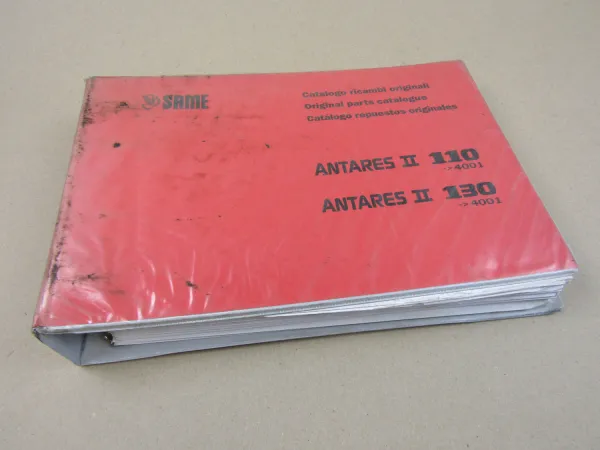 SAME
Catalogo ricambi originali
Original parts catalogue
Catálogo repuestos originales
ANTARES II 110
->4001
ANTARES II 130
->4001